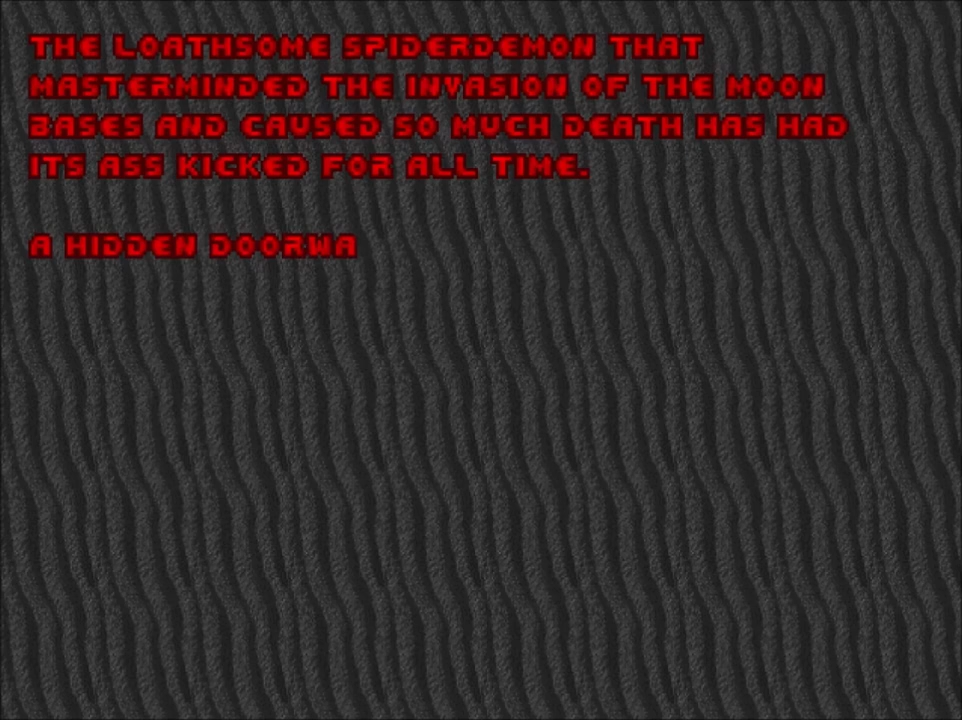 THE LOATHSOME SPIDERDEMON THAT
MASTERMINDED THE INVASION OF THE MOON
BASES AND CAUSED SO MUCH DEATH HAS HAD
ITS ASS KICKED FOR ALL TIME.
A HIDDEN DOORWA